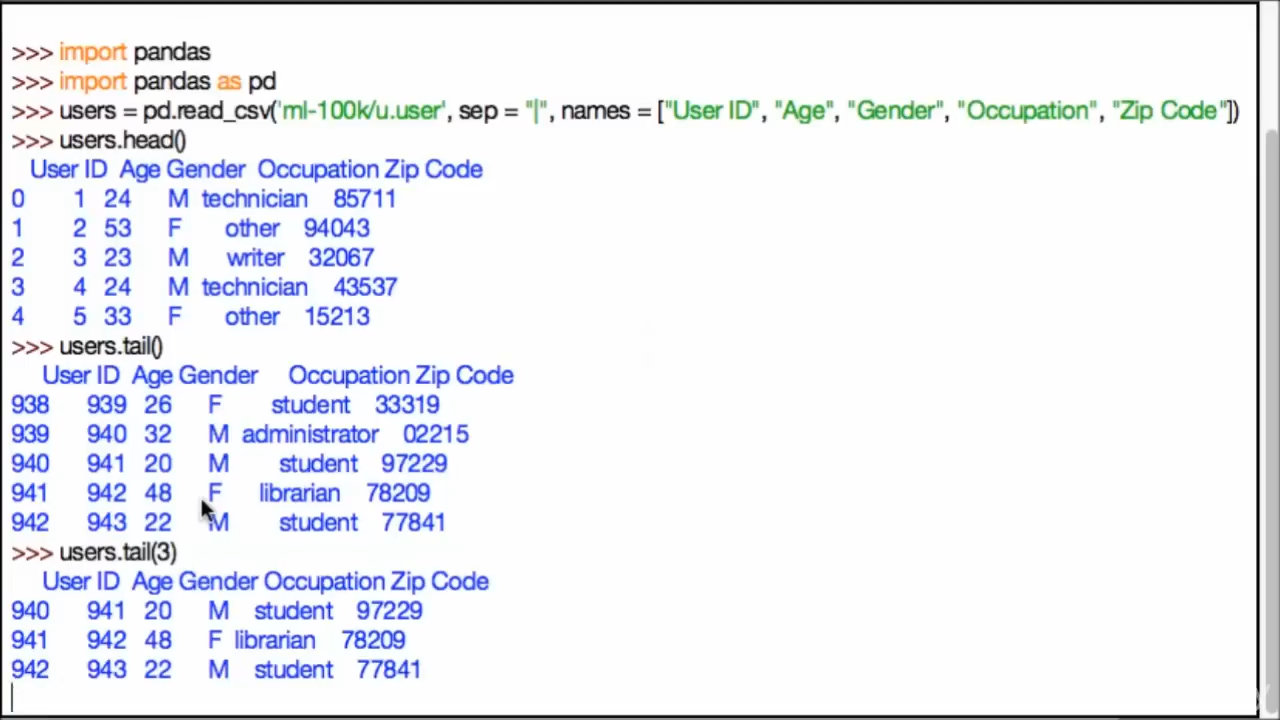 >>> import pandas
>>> import pandas as pd
>>> users = pd.read_csv('ml-100k/u.user', sep = "|", names = ["User ID", "Age", "Gender", "Occupation", "Zip Code"])
>>> users.head()
User ID Age Gender Occupation Zip Code
0 1 24 M technician 85711
1 2 53 F other 94043
2 3 23 M writer 32067
3 4 24 M technician 43537
4 5 33 F other 15213
>>> users.tail()
User ID Age Gender Occupation Zip Code
938 939 26 F student 33319
939 940 32 M administrator 02215
940 941 20 M student 97229
941 942 48 F librarian 78209
942 943 22 M student 77841
>>> users.tail(3)
User ID Age Gender Occupation Zip Code
940 941 20 M student 97229
941 942 48 F librarian 78209
942 943 22 M student 77841